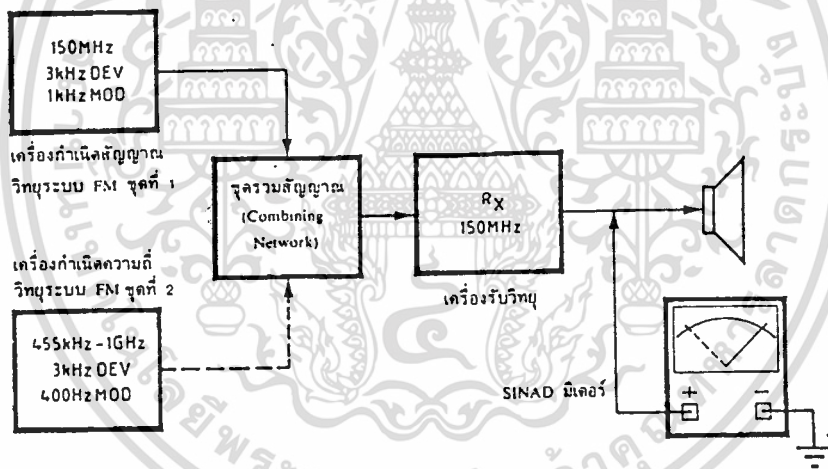 150MHz
3kHz DEV
1kHz MOD
เครื่องกำเนิดสัญญาณ
วิทยุระบบ FM ชุดที่ 1
ชุดรวมสัญญาณ
(Combining
Network)
RX
150MHz
เครื่องรับวิทยุ
เครื่องกำเนิดความถี่
วิทยุระบบ FM ชุดที่ 2
455kHz-1GHz
3kHz DEV
400Hz MOD
SINAD มิเตอร์
+
-